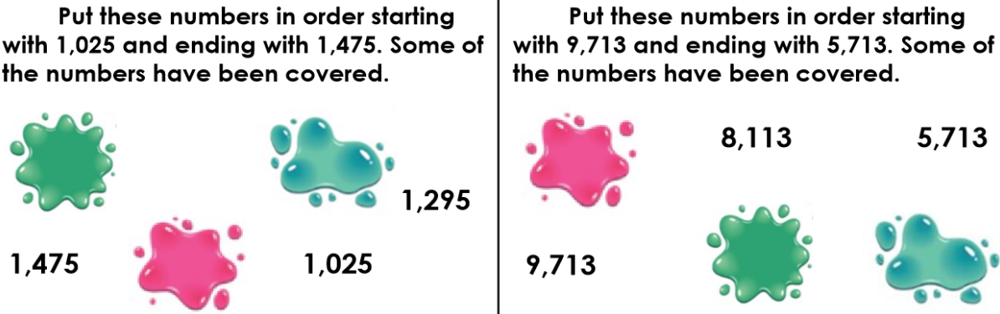 Put these numbers in order starting
with 1,025 and ending with 1,475. Some of
the numbers have been covered.
1,295
1,475
1,025
Put these numbers in order starting
with 9,713 and ending with 5,713. Some of
the numbers have been covered.
8,113
5,713
9,713